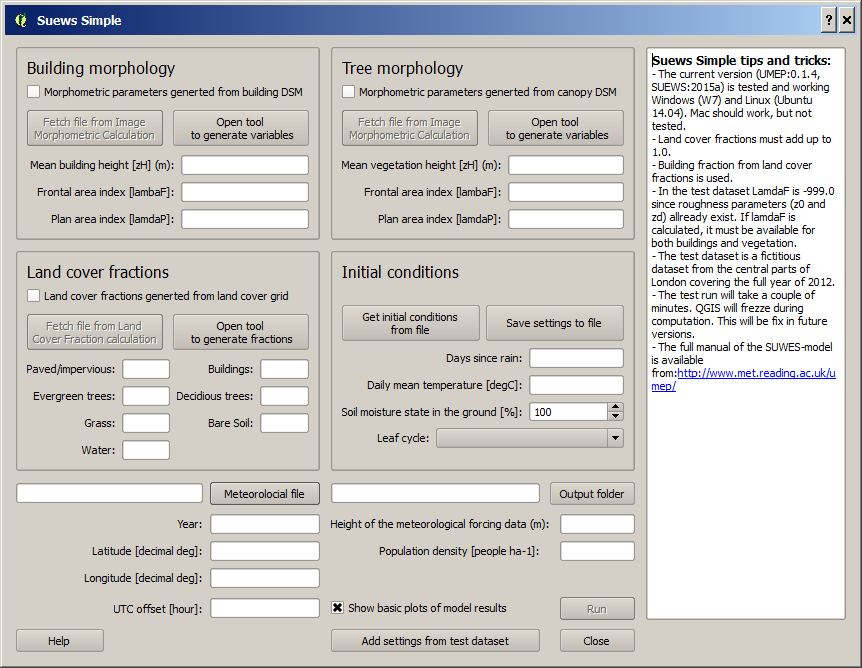 Suews Simple
Building morphology
Morphometric parameters generted from building DSM
Fetch file from Image
Morphometric Calculation
Open tool
to generate variables
Mean building height [zH] (m):
Frontal area index [lambaF]:
Plan area index [lamdaP]:
Tree morphology
Morphometric parameters generted from canopy DSM
Fetch file from Image
Morphometric Calculation
Open tool
to generate variables
Mean vegetation height [zH] (m):
Frontal area index [lambaF]:
Plan area index [lamdaP]:
Land cover fractions
Land cover fractions generted from land cover grid
Fetch file from Land
Cover Fraction calculation
Open tool
to generate fractions
Paved/impervious:
Buildings:
Evergreen trees:
Decidious trees:
Grass:
Bare Soil:
Water:
Initial conditions
Get initial conditions
from file
Save settings to file
Days since rain:
Daily mean temperature [degC]:
Soil moisture state in the ground [%]:
100
Leaf cycle:
Meteorolocial file
Output folder
Year:
Height of the meteorological forcing data (m):
Latitude [decimal deg]:
Population density [people ha-1]:
Longitude [decimal deg]:
UTC offset [hour]:
Show basic plots of model results
Run
Help
Add settings from test dataset
Close
Suews Simple tips and tricks:
- The current version (UMEP:0.1.4,
SUEWS:2015a) is tested and working
Windows (W7) and Linux (Ubuntu
14.04). Mac should work, but not
tested.
- Land cover fractions must add up to
1.0.
- Building fraction from land cover
fractions is used.
- In the test dataset LamdaF is -999.0
since roughness parameters (z0 and
zd) allready exist. If lamdaF is
calculated, it must be available for
both buildings and vegetation.
- The test dataset is a fictitious
dataset from the central parts of
London covering the full year of 2012.
- The test run will take a couple of
minutes. QGIS will frezze during
computation. This will be fix in future
versions.
- The full manual of the SUWES-model
is available
from:http://www.met.reading.ac.uk/u
mep/